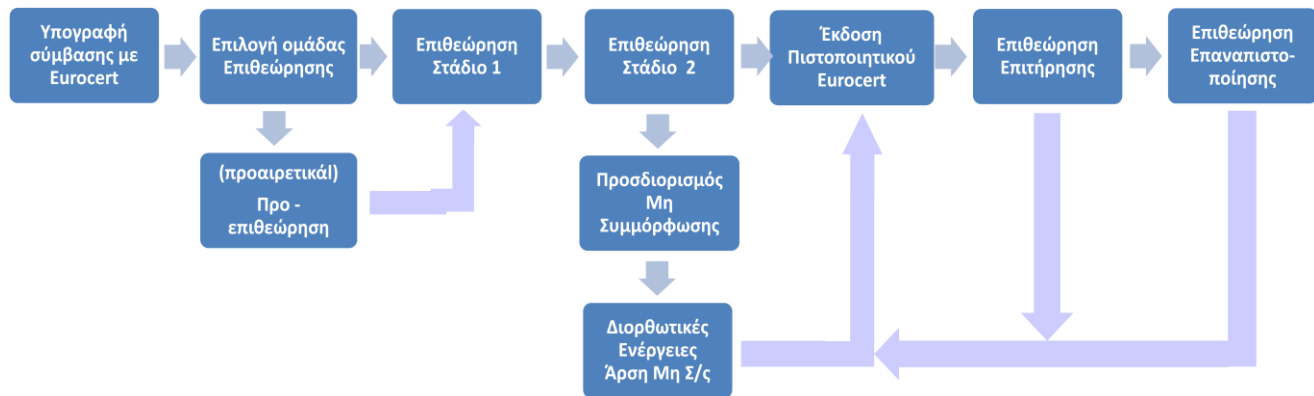 Υπογραφή
σύμβασης με
Eurocert
Επιλογή ομάδας
Επιθεώρησης
Επιθεώρηση
Στάδιο 1
Επιθεώρηση
Στάδιο 2
Έκδοση
Πιστοποιητικού
Eurocert
Επιθεώρηση
Επιτήρησης
Επιθεώρηση
Επαναπιστο-
ποίησης
(προαιρετικάl)
Προ -
επιθεώρηση
Προσδιορισμός
Μη
Συμμόρφωσης
Διορθωτικές
Ενέργειες
Άρση Μη Σ/ς